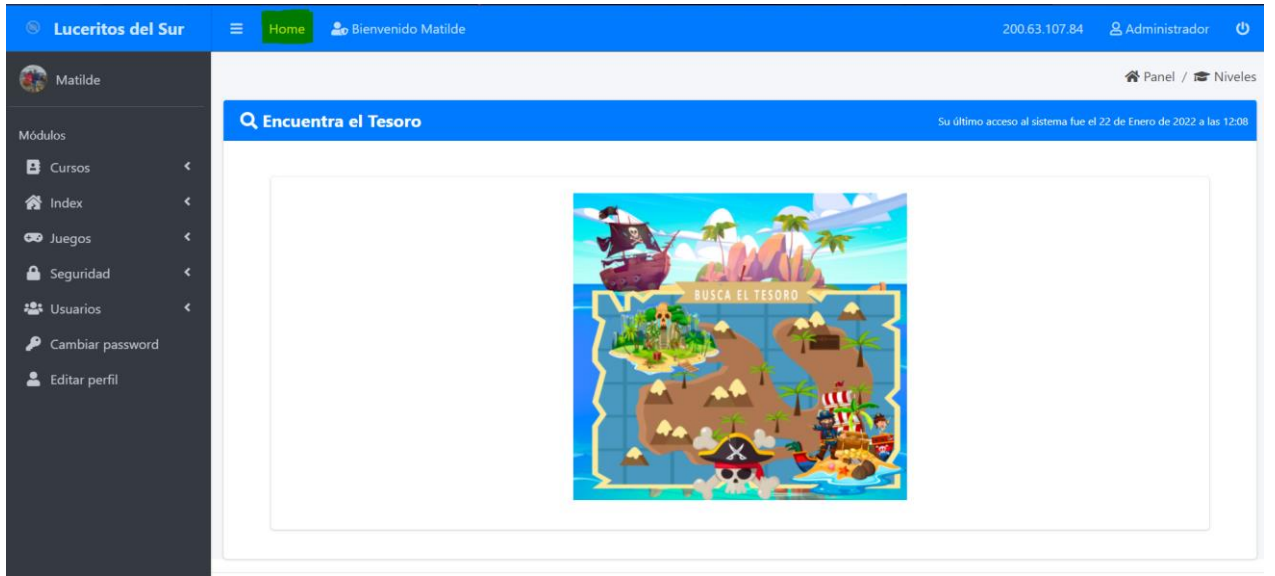 Luceritos del Sur
Home
Bienvenido Matilde
200.63.107.84
Administrador
Matilde
Panel / Niveles
Encuentra el Tesoro
Su último acceso al sistema fue el 22 de Enero de 2022 a las 12:08
Módulos
Cursos
Index
Juegos
Seguridad
Usuarios
Cambiar password
Editar perfil
BUSCA EL TESORO